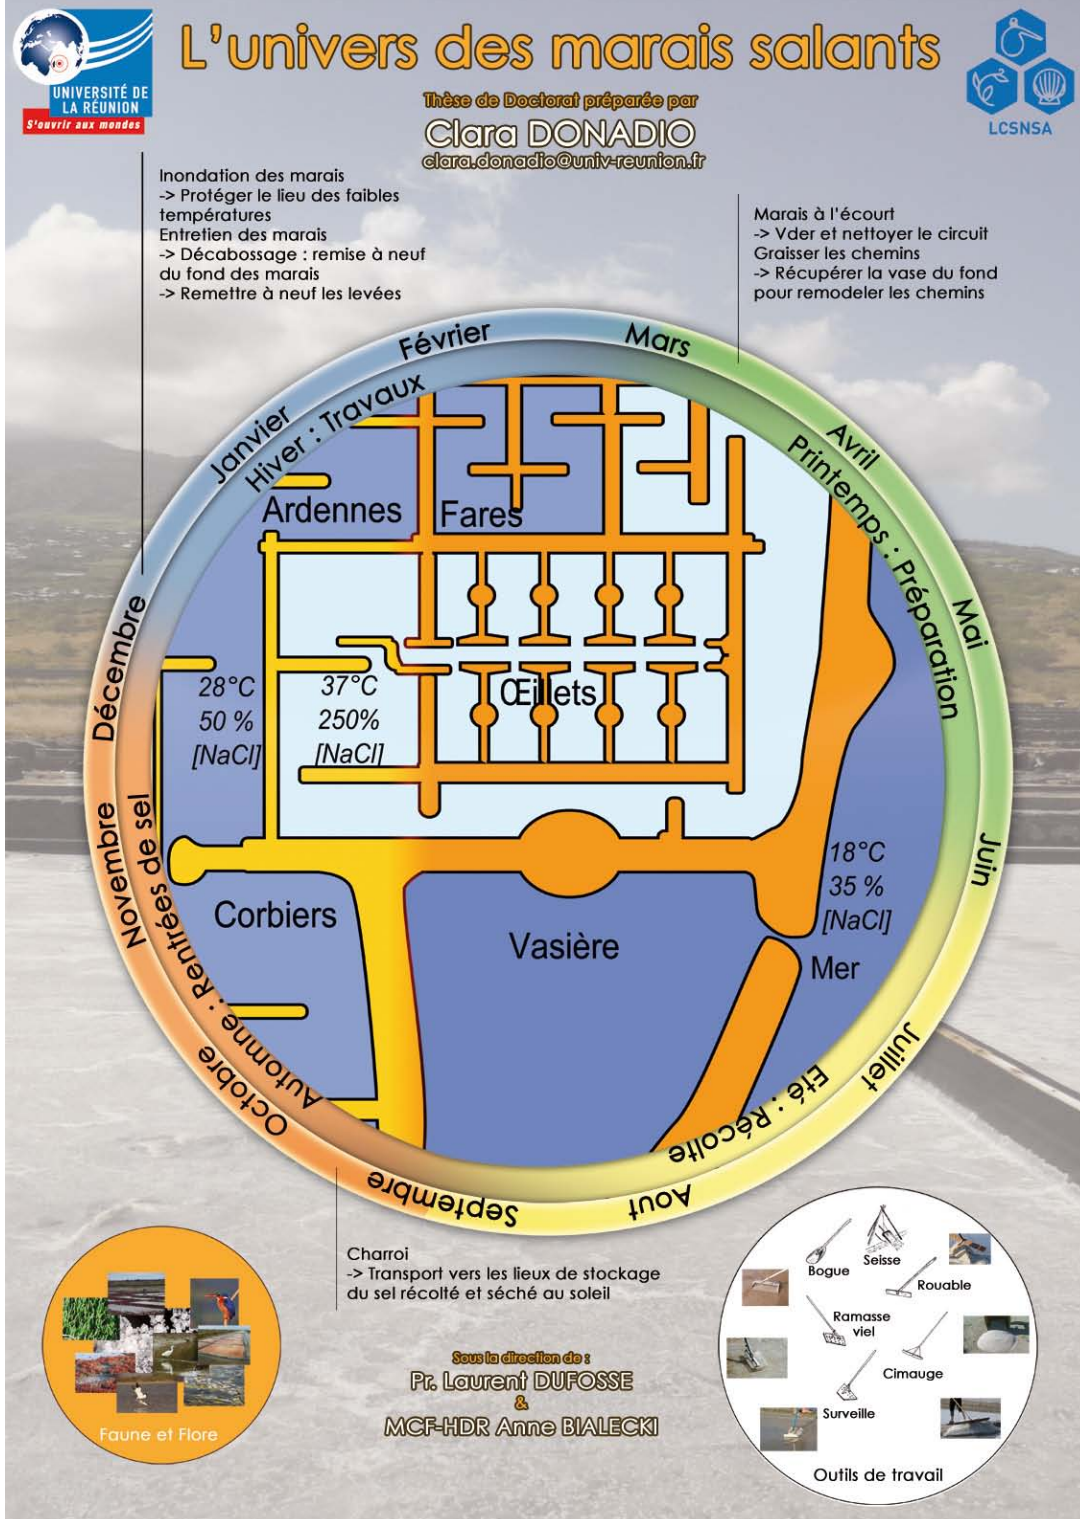 L'univers des marais salants
UNIVERSITÉ DE
LA RÉUNION
S'ouvrir aux mondes
LCSNSA
Thèse de Doctorat préparée par
Clara DONADIO
clara.donadio@univ-reunion.fr
Inondation des marais
-> Protéger le lieu des faibles
températures
Entretien des marais
-> Décabossage : remise à neuf
du fond des marais
-> Remettre à neuf les levées
Marais à l'écourt
-> Vder et nettoyer le circuit
Graisser les chemins
-> Récupérer la vase du fond
pour remodeler les chemins
Janvier
Février
Mars
Avril
Mai
Juin
Juillet
Aout
Septembre
Octobre
Novembre
Décembre
Hiver : Travaux
Printemps : Préparation
Eté : Récolte
Automne : Rentrées de sel
Ardennes
Fares
28°C
50 %
[NaCl]
37°C
250%
[NaCl]
Œillets
18°C
35 %
[NaCl]
Corbiers
Vasière
Mer
Charroi
-> Transport vers les lieux de stockage
du sel récolté et séché au soleil
Sous la direction de :
Pr. Laurent DUFOSSE
&
MCF-HDR Anne BIALECKI
Faune et Flore
Bogue
Seisse
Rouable
Ramasse
viel
Cimauge
Surveille
Outils de travail